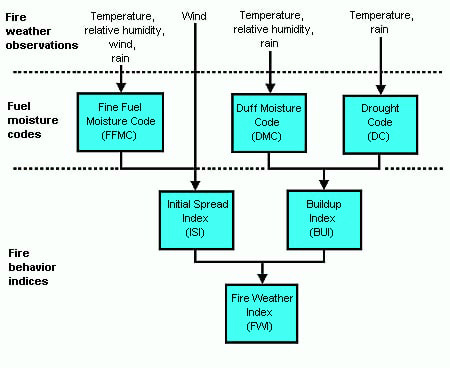 Fire
weather
observations
Temperature,
relative humidity,
wind,
rain
Wind
Temperature,
relative humidity,
rain
Temperature,
rain
Fuel
moisture
codes
Fine Fuel
Moisture Code
(FFMC)
Duff Moisture
Code
(DMC)
Drought
Code
(DC)
Fire
behavior
indices
Initial Spread
Index
(ISI)
Buildup
Index
(BUI)
Fire Weather
Index
(FWI)